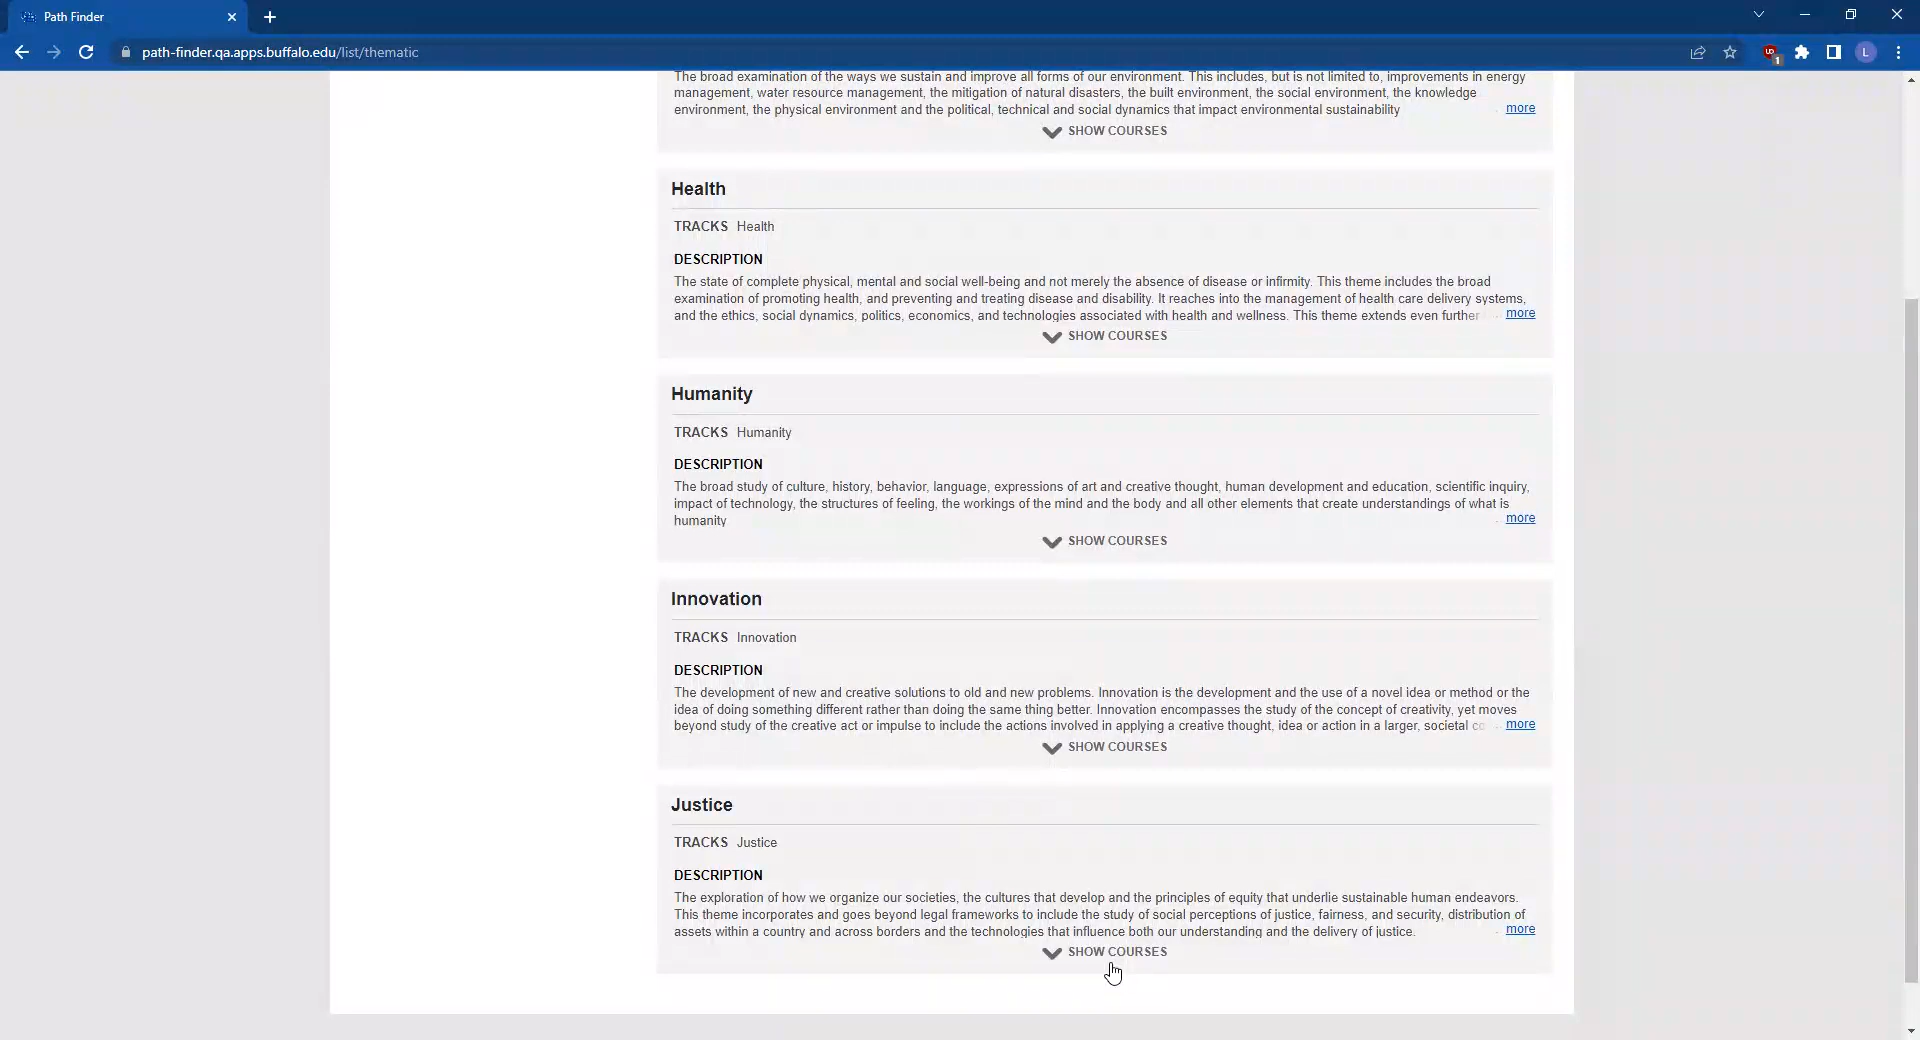 Path Finder
path-finder.qa.apps.buffalo.edu/list/thematic
L
UD
1
The broad examination of the ways we sustain and improve all forms of our environment. This includes, but is not limited to, improvements in energy
management, water resource management, the mitigation of natural disasters, the built environment, the social environment, the knowledge
environment, the physical environment and the political, technical and social dynamics that impact environmental sustainability more
SHOW COURSES
Health
TRACKS Health
DESCRIPTION
The state of complete physical, mental and social well-being and not merely the absence of disease or infirmity. This theme includes the broad
examination of promoting health, and preventing and treating disease and disability. It reaches into the management of health care delivery systems,
and the ethics, social dynamics, politics, economics, and technologies associated with health and wellness. This theme extends even further more
SHOW COURSES
Humanity
TRACKS Humanity
DESCRIPTION
The broad study of culture, history, behavior, language, expressions of art and creative thought, human development and education, scientific inquiry,
impact of technology, the structures of feeling, the workings of the mind and the body and all other elements that create understandings of what is
humanity more
SHOW COURSES
Innovation
TRACKS Innovation
DESCRIPTION
The development of new and creative solutions to old and new problems. Innovation is the development and the use of a novel idea or method or the
idea of doing something different rather than doing the same thing better. Innovation encompasses the study of the concept of creativity, yet moves
beyond study of the creative act or impulse to include the actions involved in applying a creative thought, idea or action in a larger, societal co more
SHOW COURSES
Justice
TRACKS Justice
DESCRIPTION
The exploration of how we organize our societies, the cultures that develop and the principles of equity that underlie sustainable human endeavors.
This theme incorporates and goes beyond legal frameworks to include the study of social perceptions of justice, fairness, and security, distribution of
assets within a country and across borders and the technologies that influence both our understanding and the delivery of justice. more
SHOW COURSES